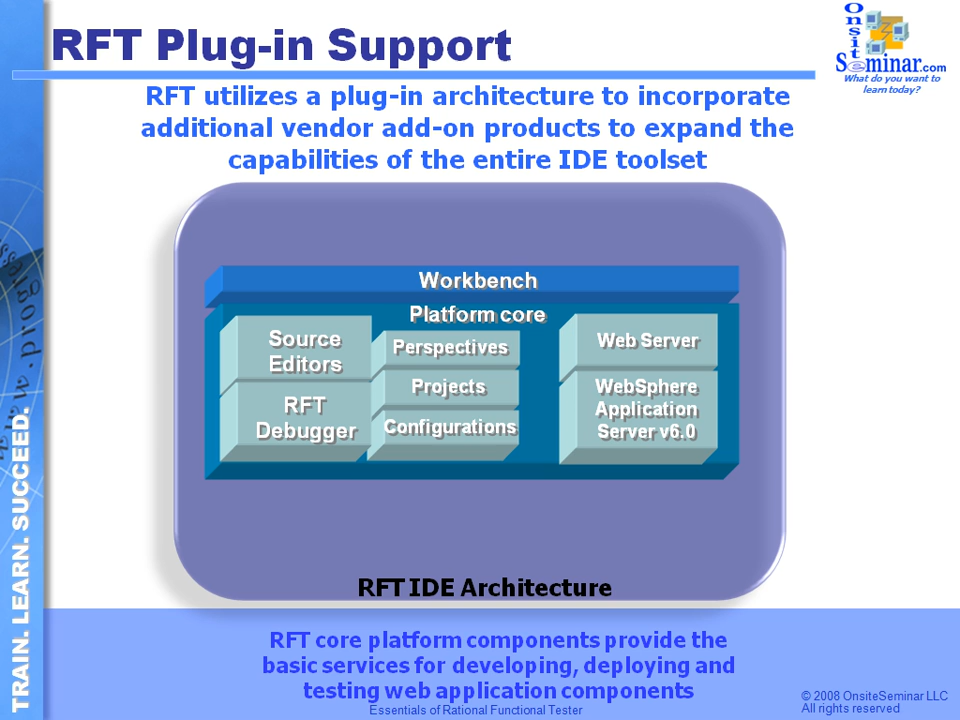 RFT Plug-in Support
Onsite
Seminar.com
What do you want to
learn today?
RFT utilizes a plug-in architecture to incorporate
additional vendor add-on products to expand the
capabilities of the entire IDE toolset
Workbench
Platform core
Source
Editors
RFT
Debugger
Perspectives
Projects
Configurations
Web Server
WebSphere
Application
Server v6.0
RFT IDE Architecture
RFT core platform components provide the
basic services for developing, deploying and
testing web application components
Essentials of Rational Functional Tester
© 2008 OnsiteSeminar LLC
All rights reserved
TRAIN. LEARN. SUCCEED.